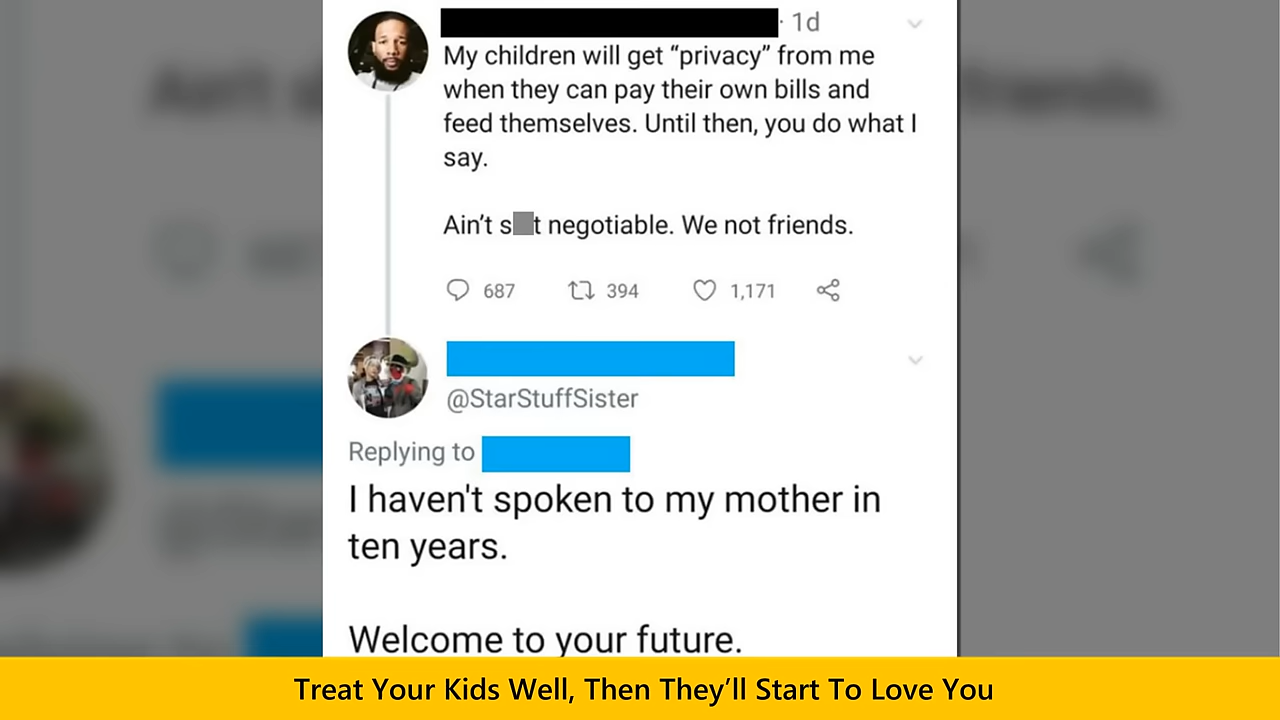 · 1d
My children will get “privacy” from me
when they can pay their own bills and
feed themselves. Until then, you do what I
say.
Ain’t s t negotiable. We not friends.
687 394 1,171
@StarStuffSister
Replying to
I haven't spoken to my mother in
ten years.
Welcome to your future.
Treat Your Kids Well, Then They’ll Start To Love You